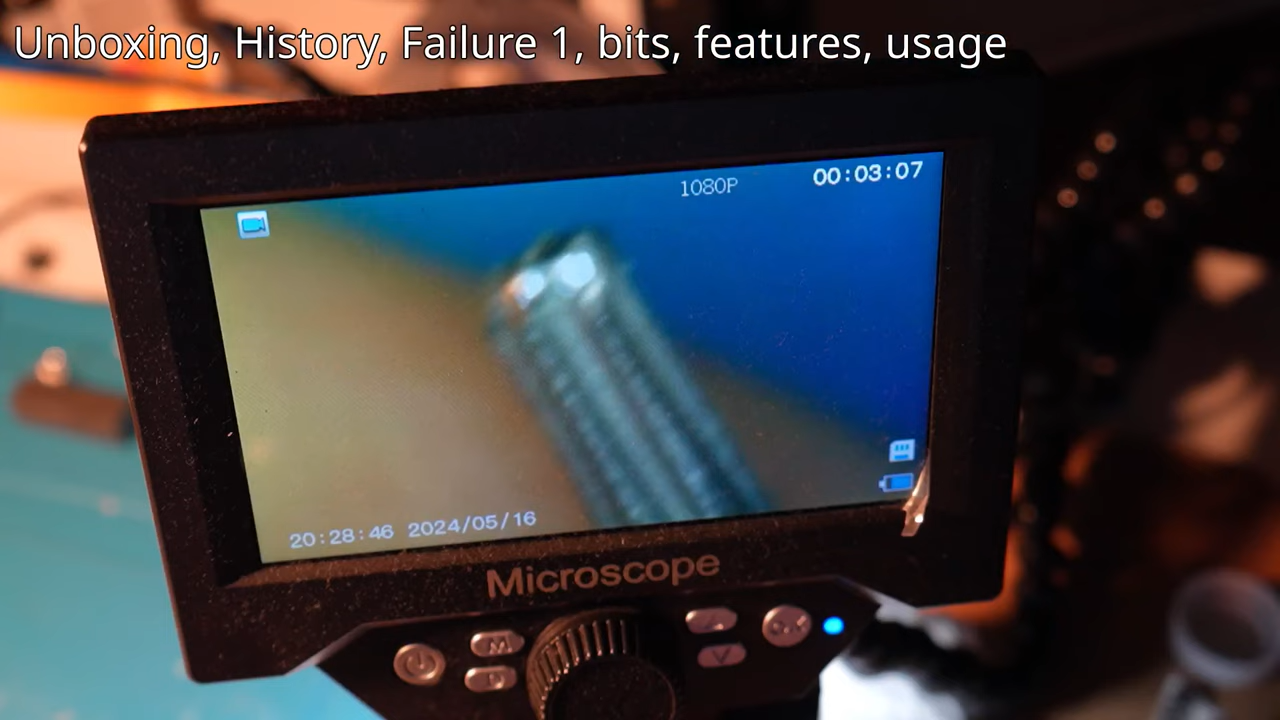 Unboxing, History, Failure 1, bits, features, usage
1080P 00:03:07
20:28:46 2024/05/16
Microscope
M